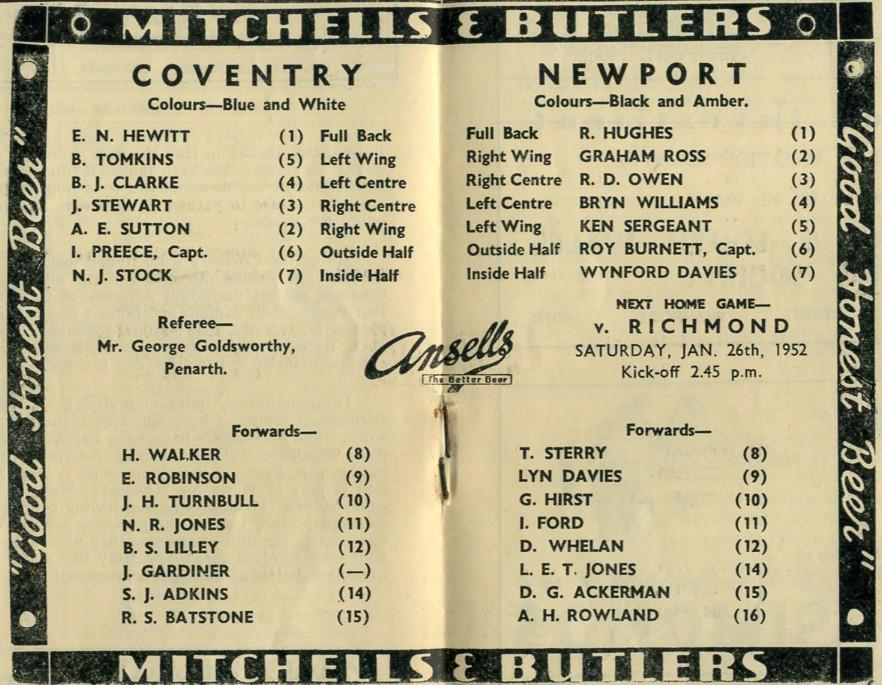 MITCHELLS & BUTLERS
"Good Honest Beer"
COVENTRY
Colours—Blue and White
E. N. HEWITT (1) Full Back
B. TOMKINS (5) Left Wing
B. J. CLARKE (4) Left Centre
J. STEWART (3) Right Centre
A. E. SUTTON (2) Right Wing
I. PREECE, Capt. (6) Outside Half
N. J. STOCK (7) Inside Half
Referee—
Mr. George Goldsworthy,
Penarth.
Forwards—
H. WALKER (8)
E. ROBINSON (9)
J. H. TURNBULL (10)
N. R. JONES (11)
B. S. LILLEY (12)
J. GARDINER (—)
S. J. ADKINS (14)
R. S. BATSTONE (15)
Ansells
The Better Beer
NEWPORT
Colours—Black and Amber.
Full Back R. HUGHES (1)
Right Wing GRAHAM ROSS (2)
Right Centre R. D. OWEN (3)
Left Centre BRYN WILLIAMS (4)
Left Wing KEN SERGEANT (5)
Outside Half ROY BURNETT, Capt. (6)
Inside Half WYNFORD DAVIES (7)
NEXT HOME GAME—
v. RICHMOND
SATURDAY, JAN. 26th, 1952
Kick-off 2.45 p.m.
Forwards—
T. STERRY (8)
LYN DAVIES (9)
G. HIRST (10)
I. FORD (11)
D. WHELAN (12)
L. E. T. JONES (14)
D. G. ACKERMAN (15)
A. H. ROWLAND (16)
"Good Honest Beer"
MITCHELLS & BUTLERS